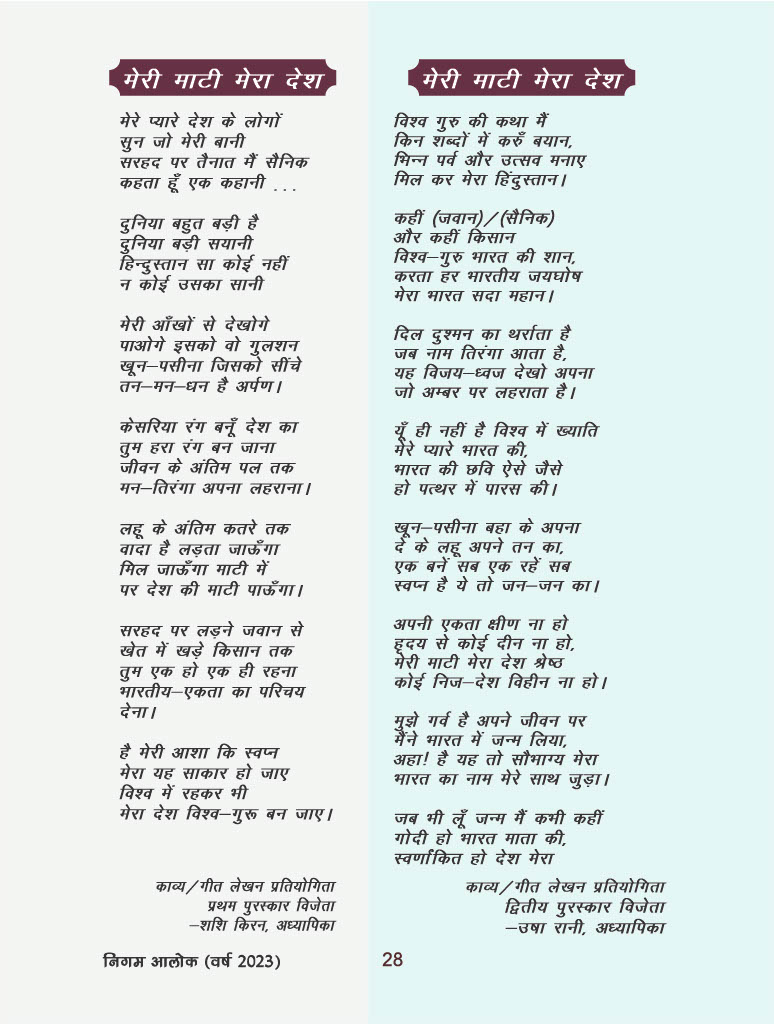 मेरी माटी मेरा देश
मेरे प्यारे देश के लोगों
सुन जो मेरी बानी
सरहद पर तैनात मैं सैनिक
कहता हूँ एक कहानी ...
दुनिया बहुत बड़ी है
दुनिया बड़ी सयानी
हिन्दुस्तान सा कोई नहीं
न कोई उसका सानी
मेरी आँखों से देखोगे
पाओगे इसको वो गुलशन
खून–पसीना जिसको सींचे
तन–मन–धन है अर्पण।
केसरिया रंग बनूँ देश का
तुम हरा रंग बन जाना
जीवन के अंतिम पल तक
मन–तिरंगा अपना लहराना।
लहू के अंतिम कतरे तक
वादा है लड़ता जाऊँगा
मिल जाऊँगा माटी में
पर देश की माटी पाऊँगा।
सरहद पर लड़ने जवान से
खेत में खड़े किसान तक
तुम एक हो एक ही रहना
भारतीय–एकता का परिचय
देना।
है मेरी आशा कि स्वप्न
मेरा यह साकार हो जाए
विश्व में रहकर भी
मेरा देश विश्व–गुरू बन जाए।
काव्य/गीत लेखन प्रतियोगिता
प्रथम पुरस्कार विजेता
–शशि किरन, अध्यापिका
मेरी माटी मेरा देश
विश्व गुरु की कथा मैं
किन शब्दों में करुँ बयान,
भिन्न पर्व और उत्सव मनाए
मिल कर मेरा हिंदुस्तान।
कहीं (जवान)/(सैनिक)
और कहीं किसान
विश्व–गुरु भारत की शान,
करता हर भारतीय जयघोष
मेरा भारत सदा महान।
दिल दुश्मन का थर्राता है
जब नाम तिरंगा आता है,
यह विजय–ध्वज देखो अपना
जो अम्बर पर लहराता है।
यूँ ही नहीं है विश्व में ख्याति
मेरे प्यारे भारत की,
भारत की छवि ऐसे जैसे
हो पत्थर में पारस की।
खून–पसीना बहा के अपना
दे के लहू अपने तन का,
एक बनें सब एक रहें सब
स्वप्न है ये तो जन–जन का।
अपनी एकता क्षीण ना हो
हृदय से कोई दीन ना हो,
मेरी माटी मेरा देश श्रेष्ठ
कोई निज–देश विहीन ना हो।
मुझे गर्व है अपने जीवन पर
मैंने भारत में जन्म लिया,
अहा! है यह तो सौभाग्य मेरा
भारत का नाम मेरे साथ जुड़ा।
जब भी लूँ जन्म मैं कभी कहीं
गोदी हो भारत माता की,
स्वर्णांकित हो देश मेरा
काव्य/गीत लेखन प्रतियोगिता
द्वितीय पुरस्कार विजेता
–उषा रानी, अध्यापिका
निगम आलोक (वर्ष 2023)
28